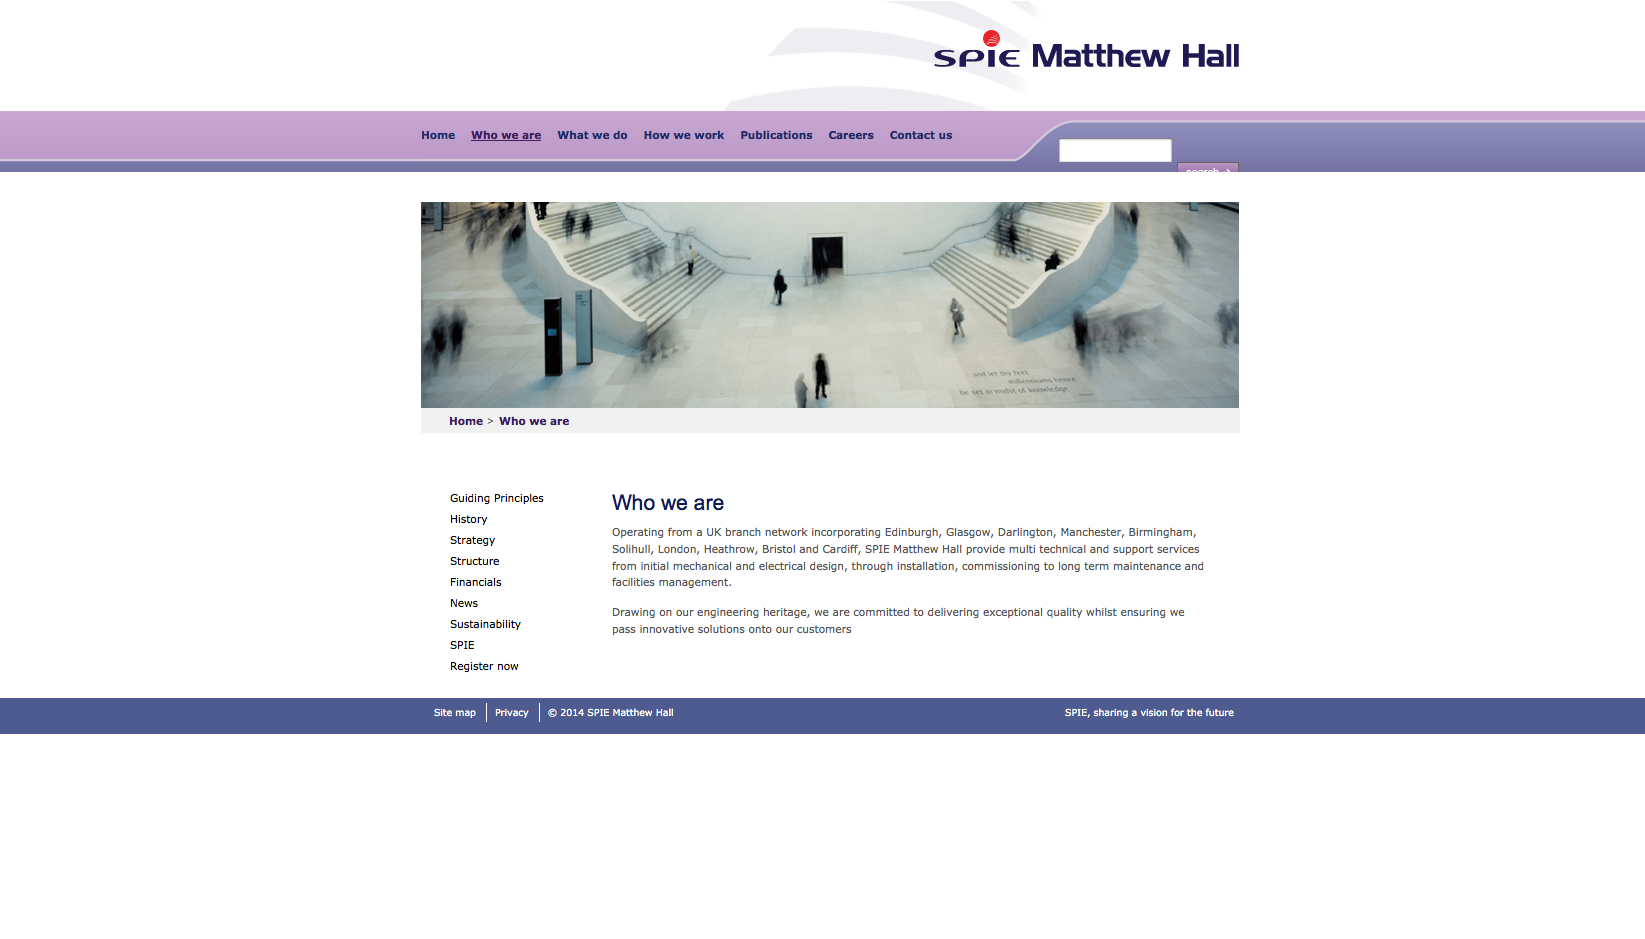 SPIE Matthew Hall
Home Who we are What we do How we work Publications Careers Contact us
search
and let thy feet
millenniums hence
be set in midst of knowledge
Home > Who we are
Guiding Principles
History
Strategy
Structure
Financials
News
Sustainability
SPIE
Register now
Who we are
Operating from a UK branch network incorporating Edinburgh, Glasgow, Darlington, Manchester, Birmingham,
Solihull, London, Heathrow, Bristol and Cardiff, SPIE Matthew Hall provide multi technical and support services
from initial mechanical and electrical design, through installation, commissioning to long term maintenance and
facilities management.
Drawing on our engineering heritage, we are committed to delivering exceptional quality whilst ensuring we
pass innovative solutions onto our customers
Site map Privacy © 2014 SPIE Matthew Hall SPIE, sharing a vision for the future